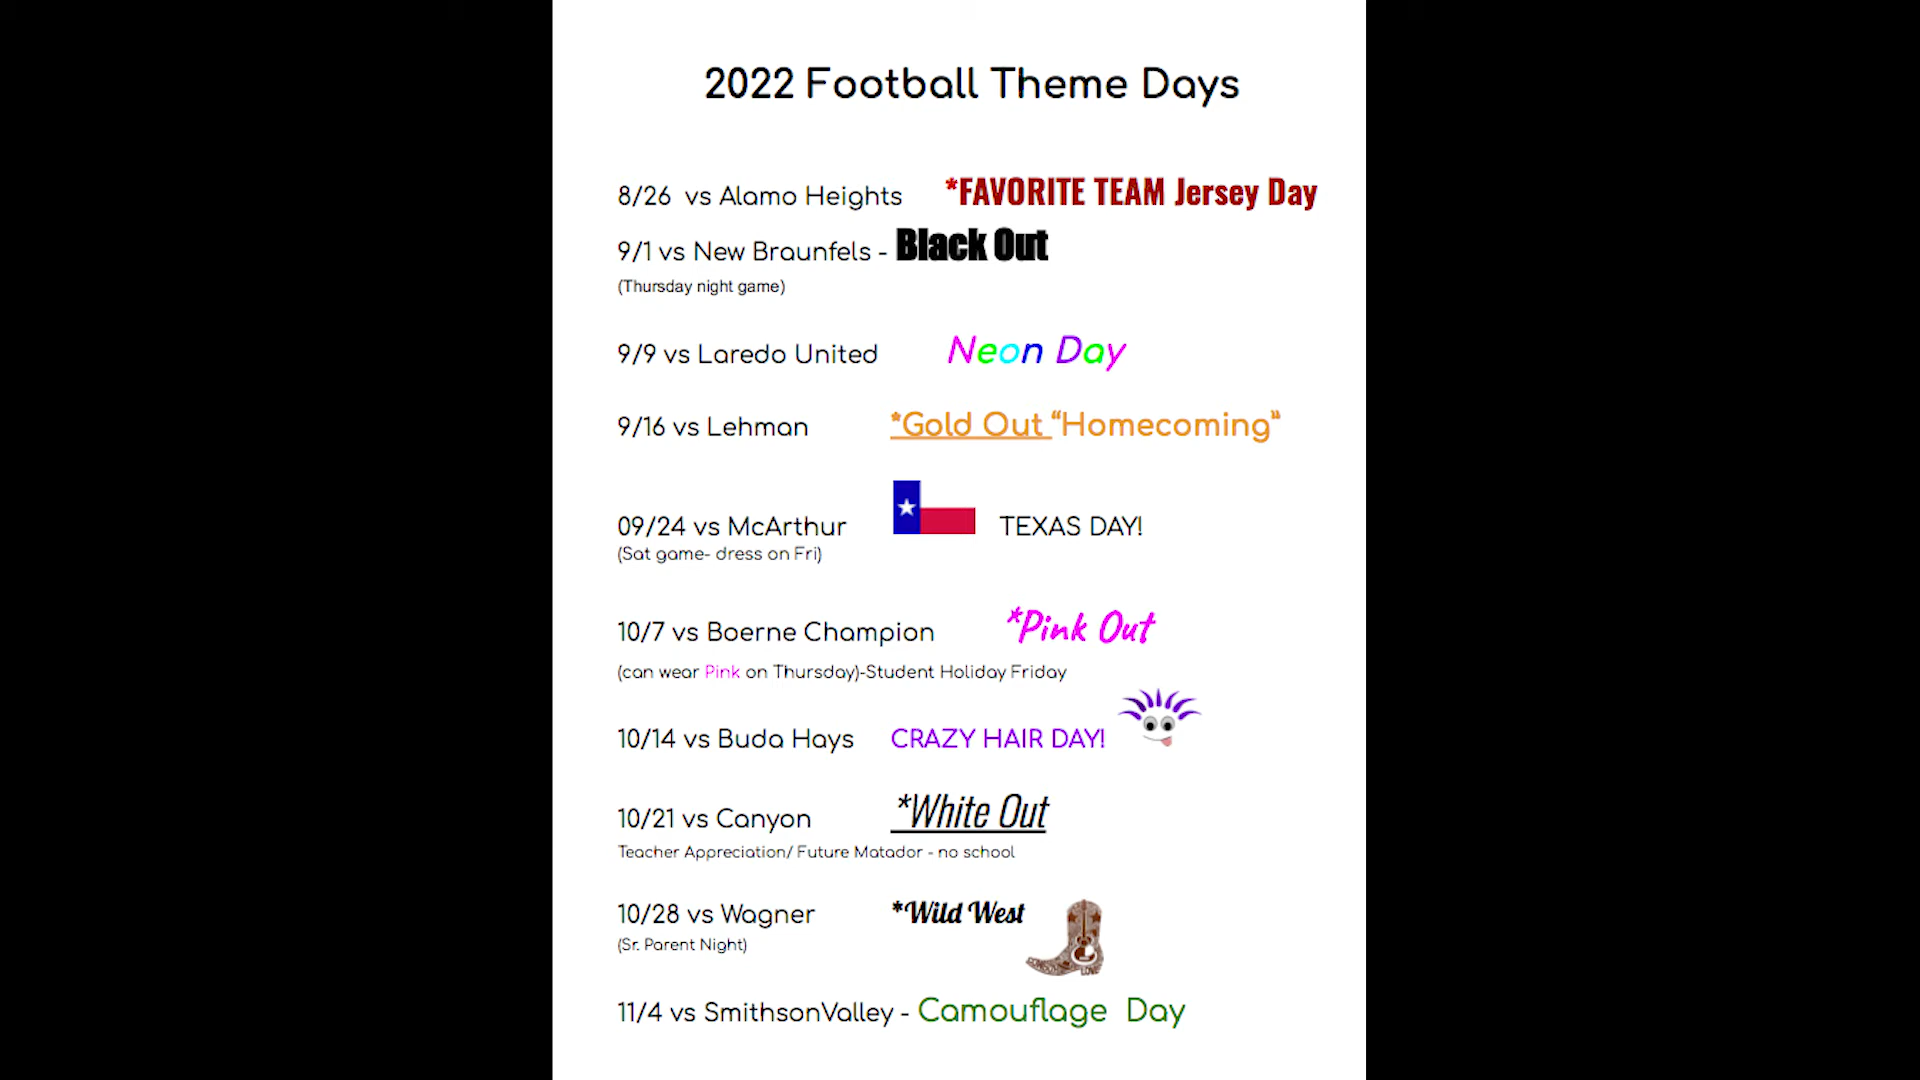 2022 Football Theme Days
8/26 vs Alamo Heights *FAVORITE TEAM Jersey Day
9/1 vs New Braunfels - Black Out
(Thursday night game)
9/9 vs Laredo United Neon Day
9/16 vs Lehman *Gold Out “Homecoming”
09/24 vs McArthur TEXAS DAY!
(Sat game- dress on Fri)
10/7 vs Boerne Champion *Pink Out
(can wear Pink on Thursday)-Student Holiday Friday
10/14 vs Buda Hays CRAZY HAIR DAY!
10/21 vs Canyon *White Out
Teacher Appreciation/ Future Matador - no school
10/28 vs Wagner *Wild West
(Sr. Parent Night)
11/4 vs SmithsonValley - Camouflage Day